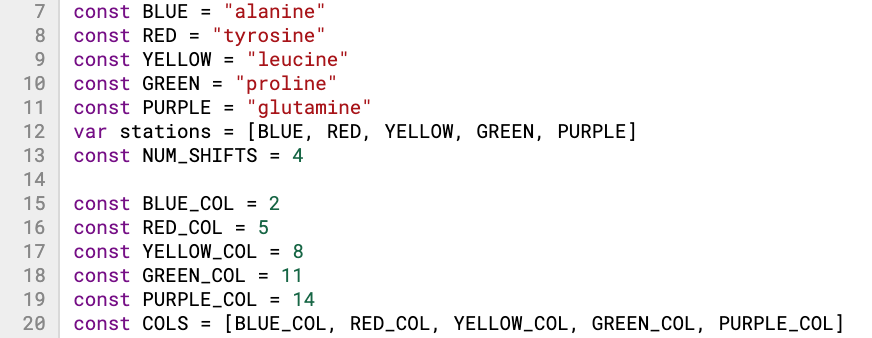 7 const BLUE = "alanine"
8 const RED = "tyrosine"
9 const YELLOW = "leucine"
10 const GREEN = "proline"
11 const PURPLE = "glutamine"
12 var stations = [BLUE, RED, YELLOW, GREEN, PURPLE]
13 const NUM_SHIFTS = 4
14
15 const BLUE_COL = 2
16 const RED_COL = 5
17 const YELLOW_COL = 8
18 const GREEN_COL = 11
19 const PURPLE_COL = 14
20 const COLS = [BLUE_COL, RED_COL, YELLOW_COL, GREEN_COL, PURPLE_COL]